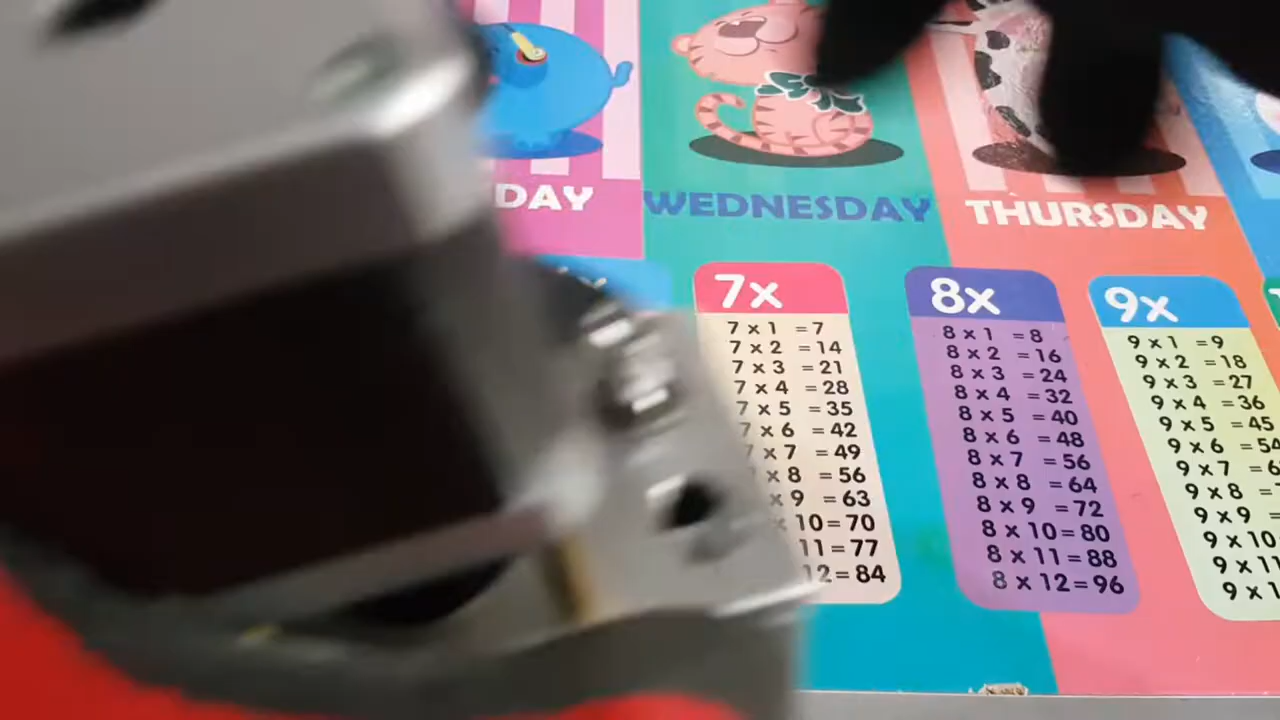 DAY WEDNESDAY THURSDAY
7x
7 x 1 =7
7 x 2 =14
7 x 3 =21
7 x 4 =28
7 x 5 =35
7 x 6 =42
x 7 =49
x 8 =56
x 9 =63
x 10=70
11=77
12=84
8x
8 x 1 =8
8 x 2 =16
8 x 3 =24
8 x 4 =32
8 x 5 =40
8 x 6 =48
8 x 7 =56
8 x 8 =64
8 x 9 =72
8 x 10=80
8 x 11=88
8 x 12=96
9x
9 x 1 =9
9 x 2 =18
9 x 3 =27
9 x 4 =36
9 x 5 =45
9 x 6 =54
9 x 7 =6
9 x 8 =
9 x 9 =
9 x 10
9 x 11
9 x 1